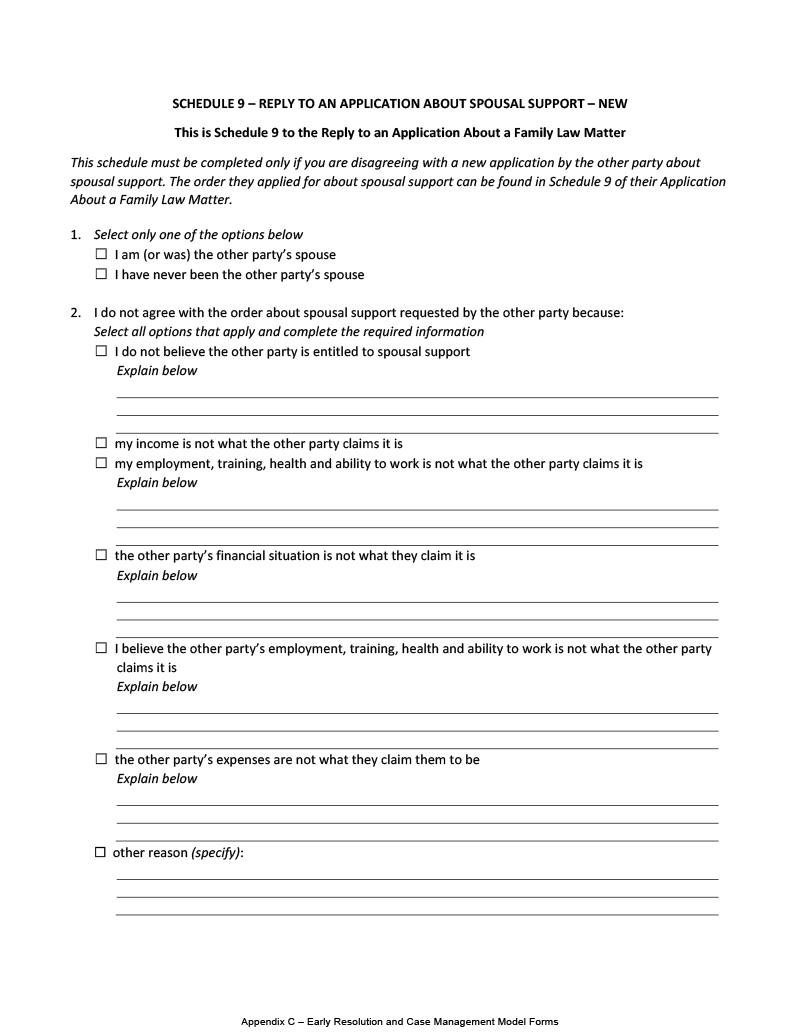 SCHEDULE 9 – REPLY TO AN APPLICATION ABOUT SPOUSAL SUPPORT – NEW
This is Schedule 9 to the Reply to an Application About a Family Law Matter
This schedule must be completed only if you are disagreeing with a new application by the other party about
spousal support. The order they applied for about spousal support can be found in Schedule 9 of their Application
About a Family Law Matter.
1. Select only one of the options below
☐ I am (or was) the other party’s spouse
☐ I have never been the other party’s spouse
2. I do not agree with the order about spousal support requested by the other party because:
Select all options that apply and complete the required information
☐ I do not believe the other party is entitled to spousal support
Explain below
☐ my income is not what the other party claims it is
☐ my employment, training, health and ability to work is not what the other party claims it is
Explain below
☐ the other party’s financial situation is not what they claim it is
Explain below
☐ I believe the other party’s employment, training, health and ability to work is not what the other party
claims it is
Explain below
☐ the other party’s expenses are not what they claim them to be
Explain below
☐ other reason (specify):
Appendix C – Early Resolution and Case Management Model Forms